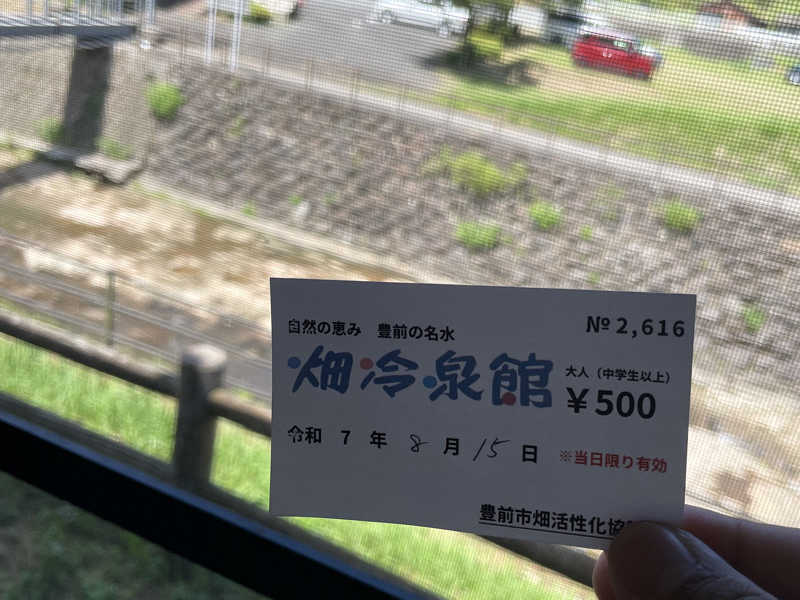 自然の恵み 豊前の名水
№ 2,616
畑冷泉館
大人（中学生以上）
￥500
令和 7 年 8 月 15 日
※当日限り有効
豊前市畑活性化協